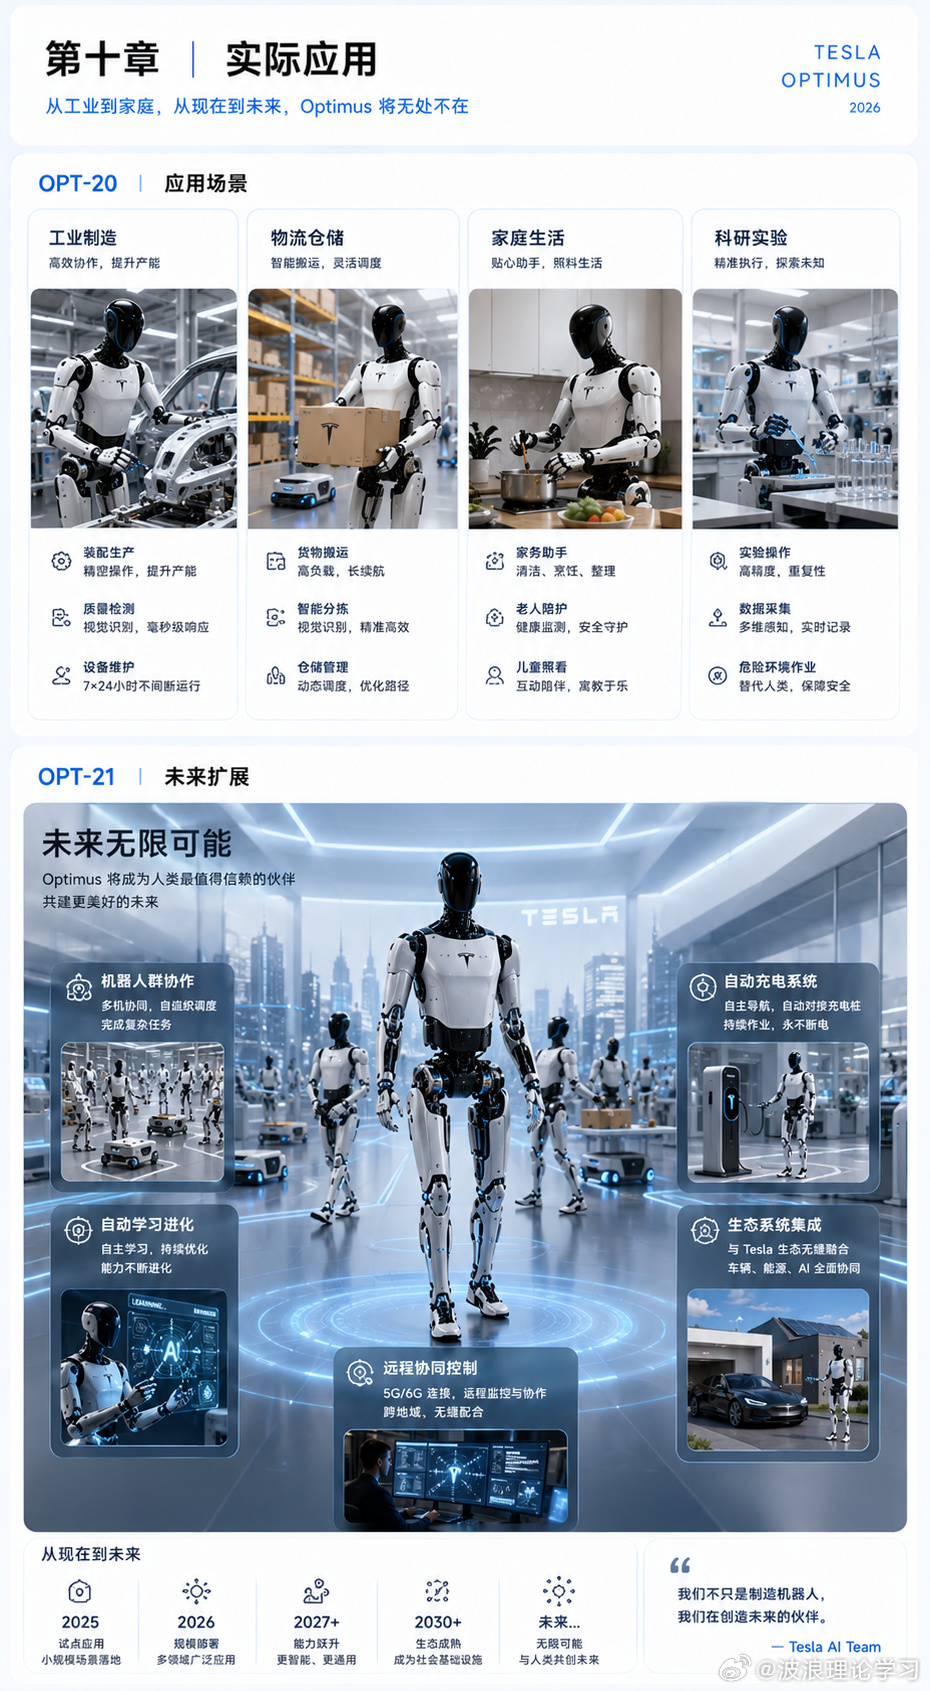 第十章 | 实际应用
从工业到家庭，从现在到未来，Optimus 将无处不在
TESLA
OPTIMUS
2026
OPT-20 | 应用场景
工业制造
高效协作，提升产能
装配生产
精密操作，提升产能
质量检测
视觉识别，毫秒级响应
设备维护
7×24小时不间断运行
物流仓储
智能搬运，灵活调度
货物搬运
高负载，长续航
智能分拣
视觉识别，精准高效
仓储管理
动态调度，优化路径
家庭生活
贴心助手，照料生活
家务助手
清洁、烹饪、整理
老人陪护
健康监测，安全守护
儿童照看
互动陪伴，寓教于乐
科研实验
精准执行，探索未知
实验操作
高精度，重复性
数据采集
多维感知，实时记录
危险环境作业
替代人类，保障安全
OPT-21 | 未来扩展
未来无限可能
Optimus 将成为人类最值得信赖的伙伴
共建更美好的未来
TESLA
机器人群协作
多机协同，自组织调度
完成复杂任务
自动充电系统
自主导航，自动对接充电桩
持续作业，永不断电
自动学习进化
自主学习，持续优化
能力不断进化
LEARNING...
AI
生态系统集成
与 Tesla 生态无缝融合
车辆、能源、AI 全面协同
远程协同控制
5G/6G 连接，远程监控与协作
跨地域、无缝配合
从现在到未来
2025
试点应用
小规模场景落地
2026
规模部署
多领域广泛应用
2027+
能力跃升
更智能、更通用
2030+
生态成熟
成为社会基础设施
未来...
无限可能
与人类共创未来
“
我们不只是制造机器人，
我们在创造未来的伙伴。
— Tesla AI Team
@波浪理论学习